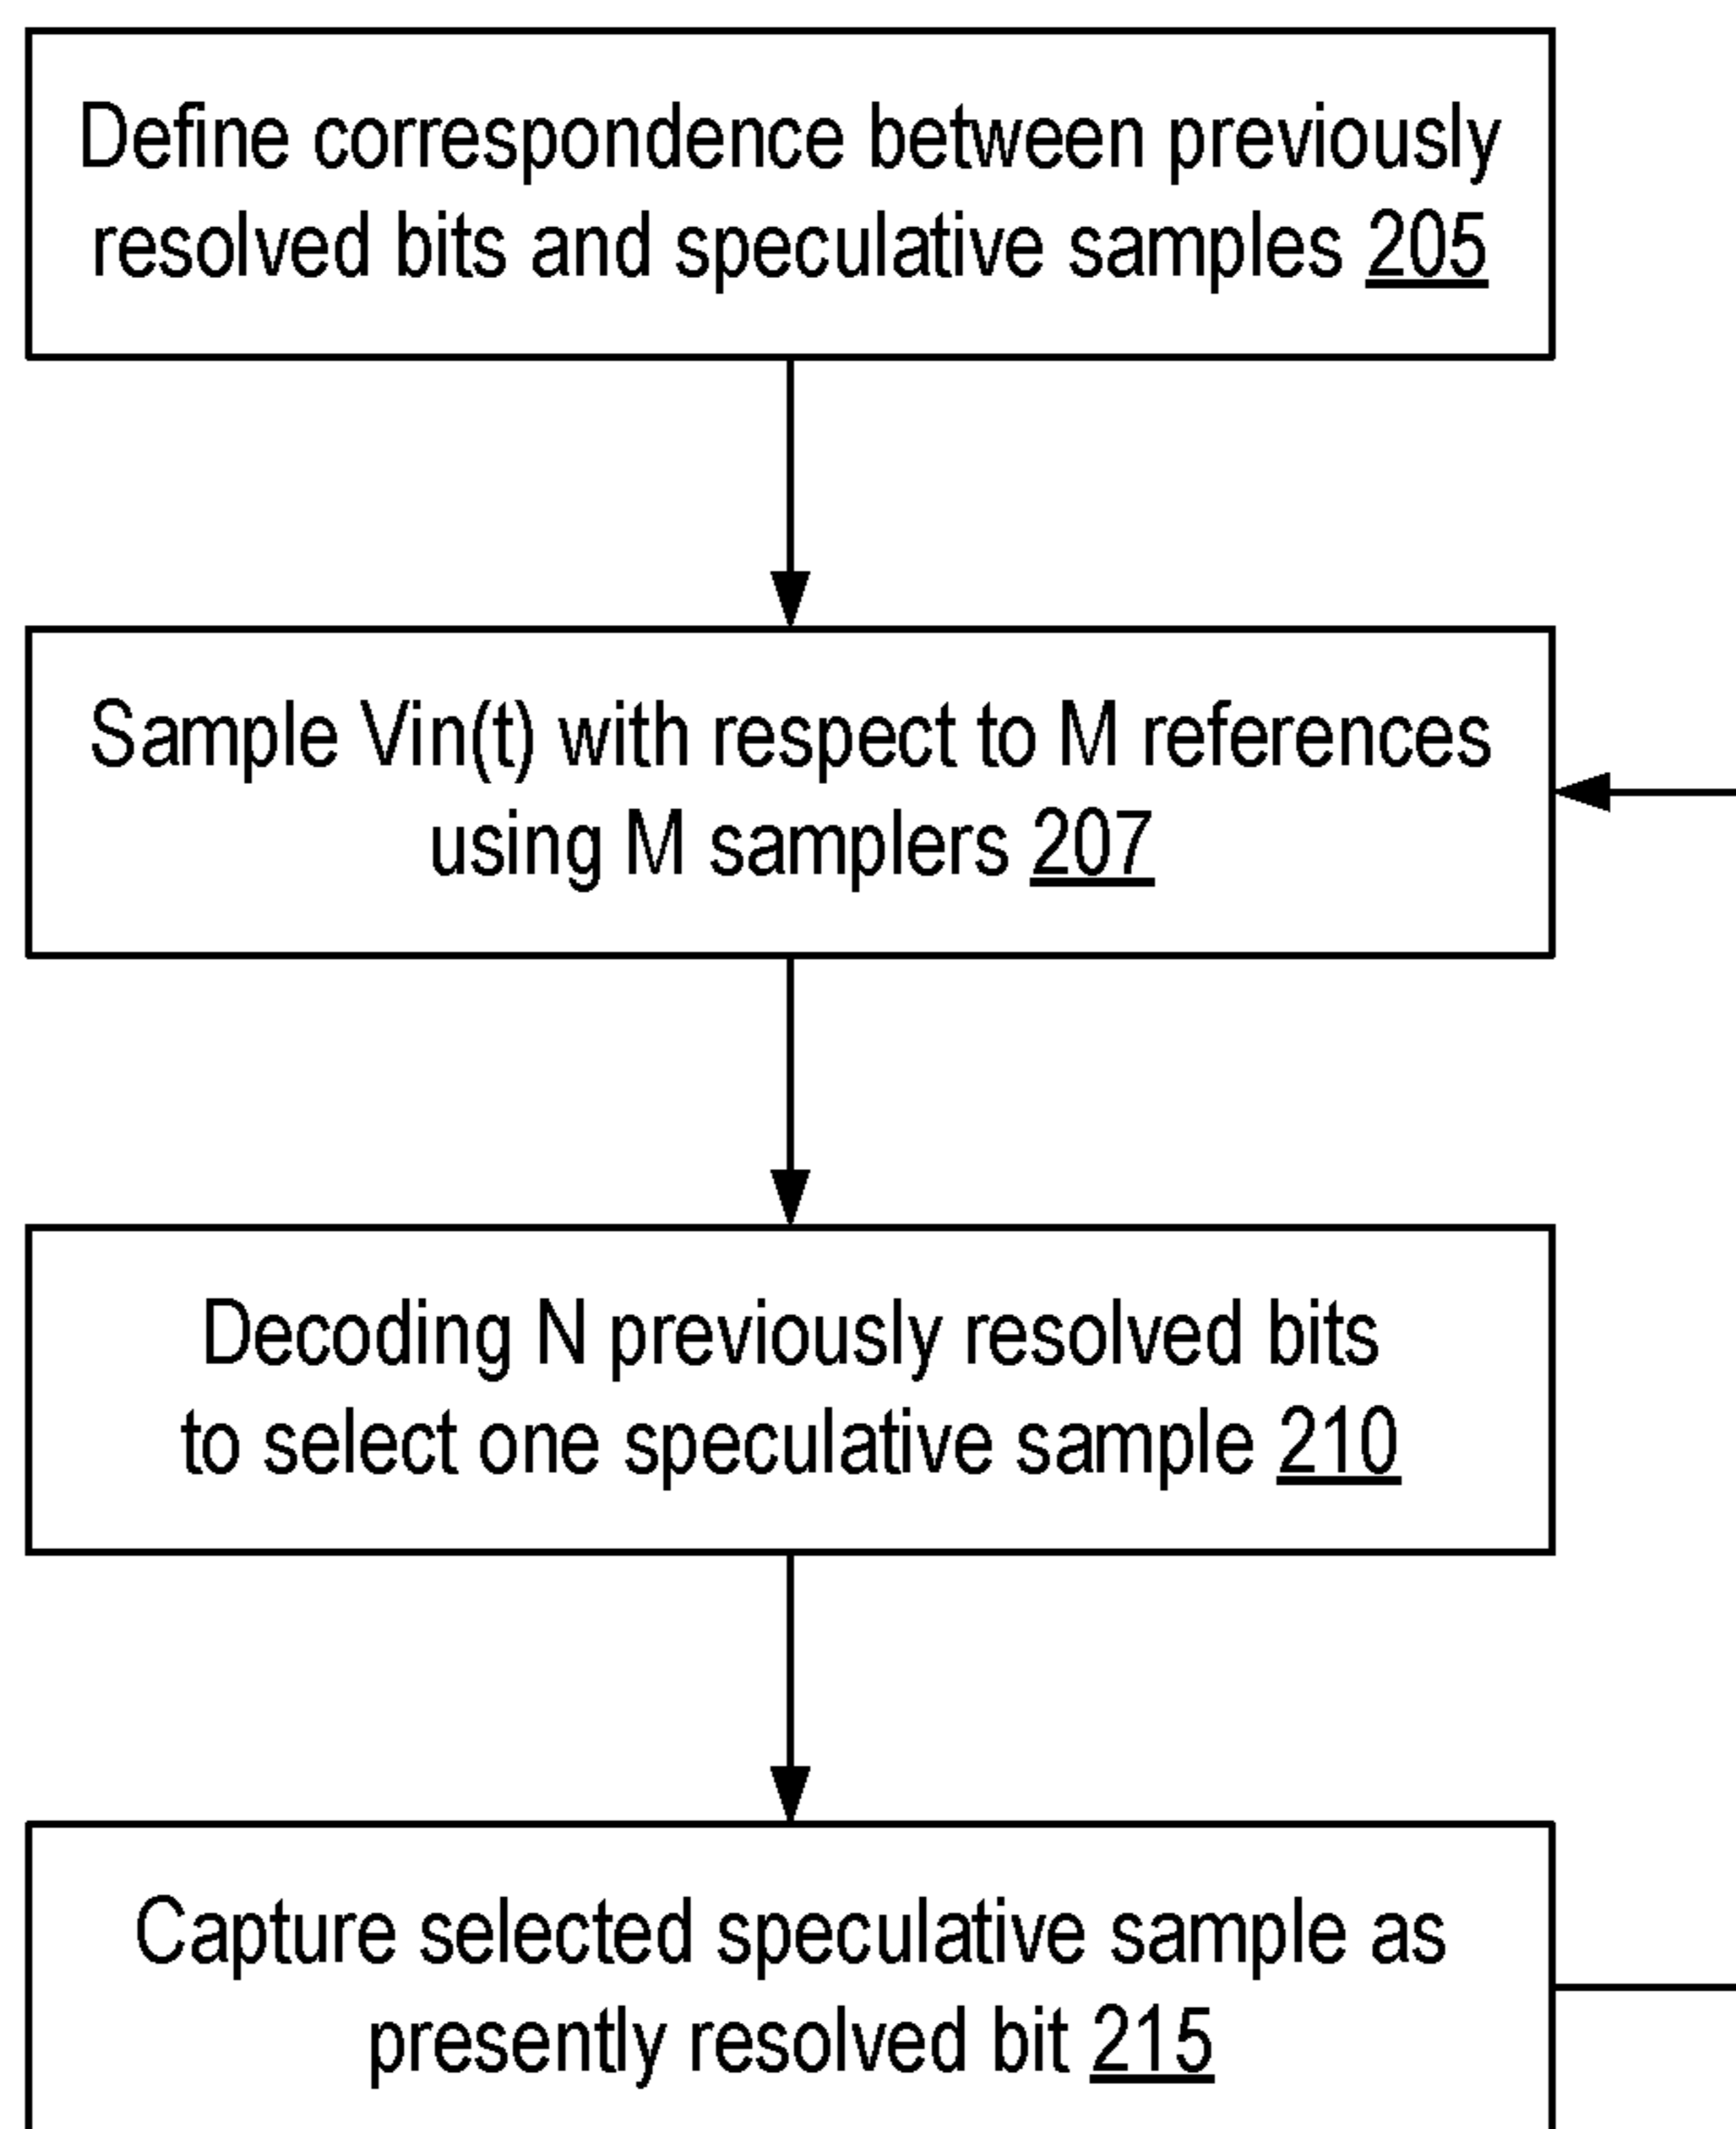 Define correspondence between previously
resolved bits and speculative samples 205
Sample Vin(t) with respect to M references
using M samplers 207
Decoding N previously resolved bits
to select one speculative sample 210
Capture selected speculative sample as
presently resolved bit 215